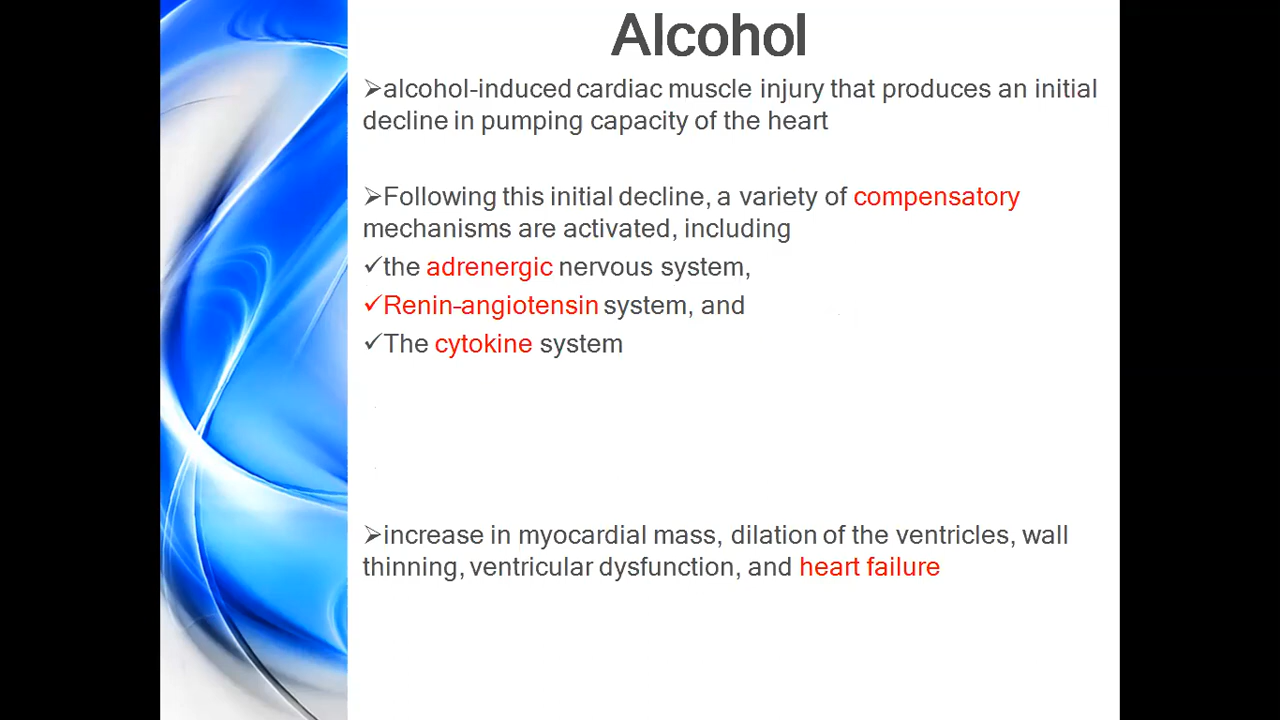 Alcohol
➢alcohol-induced cardiac muscle injury that produces an initial
decline in pumping capacity of the heart
➢Following this initial decline, a variety of compensatory
mechanisms are activated, including
✓the adrenergic nervous system,
✓Renin-angiotensin system, and
✓The cytokine system
➢increase in myocardial mass, dilation of the ventricles, wall
thinning, ventricular dysfunction, and heart failure